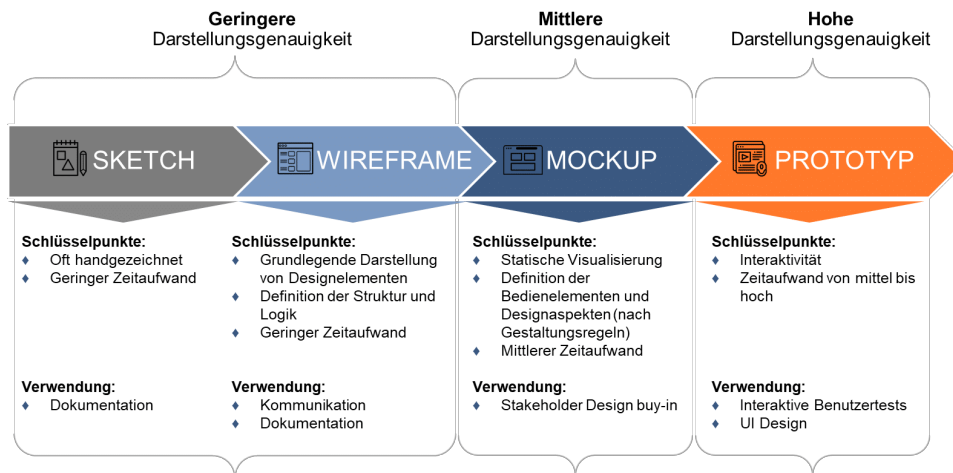 Geringere
Darstellungsgenauigkeit
Mittlere
Darstellungsgenauigkeit
Hohe
Darstellungsgenauigkeit
SKETCH
WIREFRAME
MOCKUP
PROTOTYP
Schlüsselpunkte:
Oft handgezeichnet
Geringer Zeitaufwand
Verwendung:
Dokumentation
Schlüsselpunkte:
Grundlegende Darstellung
von Designelementen
Definition der Struktur und
Logik
Geringer Zeitaufwand
Verwendung:
Kommunikation
Dokumentation
Schlüsselpunkte:
Statische Visualisierung
Definition der
Bedienelementen und
Designaspekten (nach
Gestaltungsregeln)
Mittlerer Zeitaufwand
Verwendung:
Stakeholder Design buy-in
Schlüsselpunkte:
Interaktivität
Zeitaufwand von mittel bis
hoch
Verwendung:
Interaktive Benutzertests
UI Design